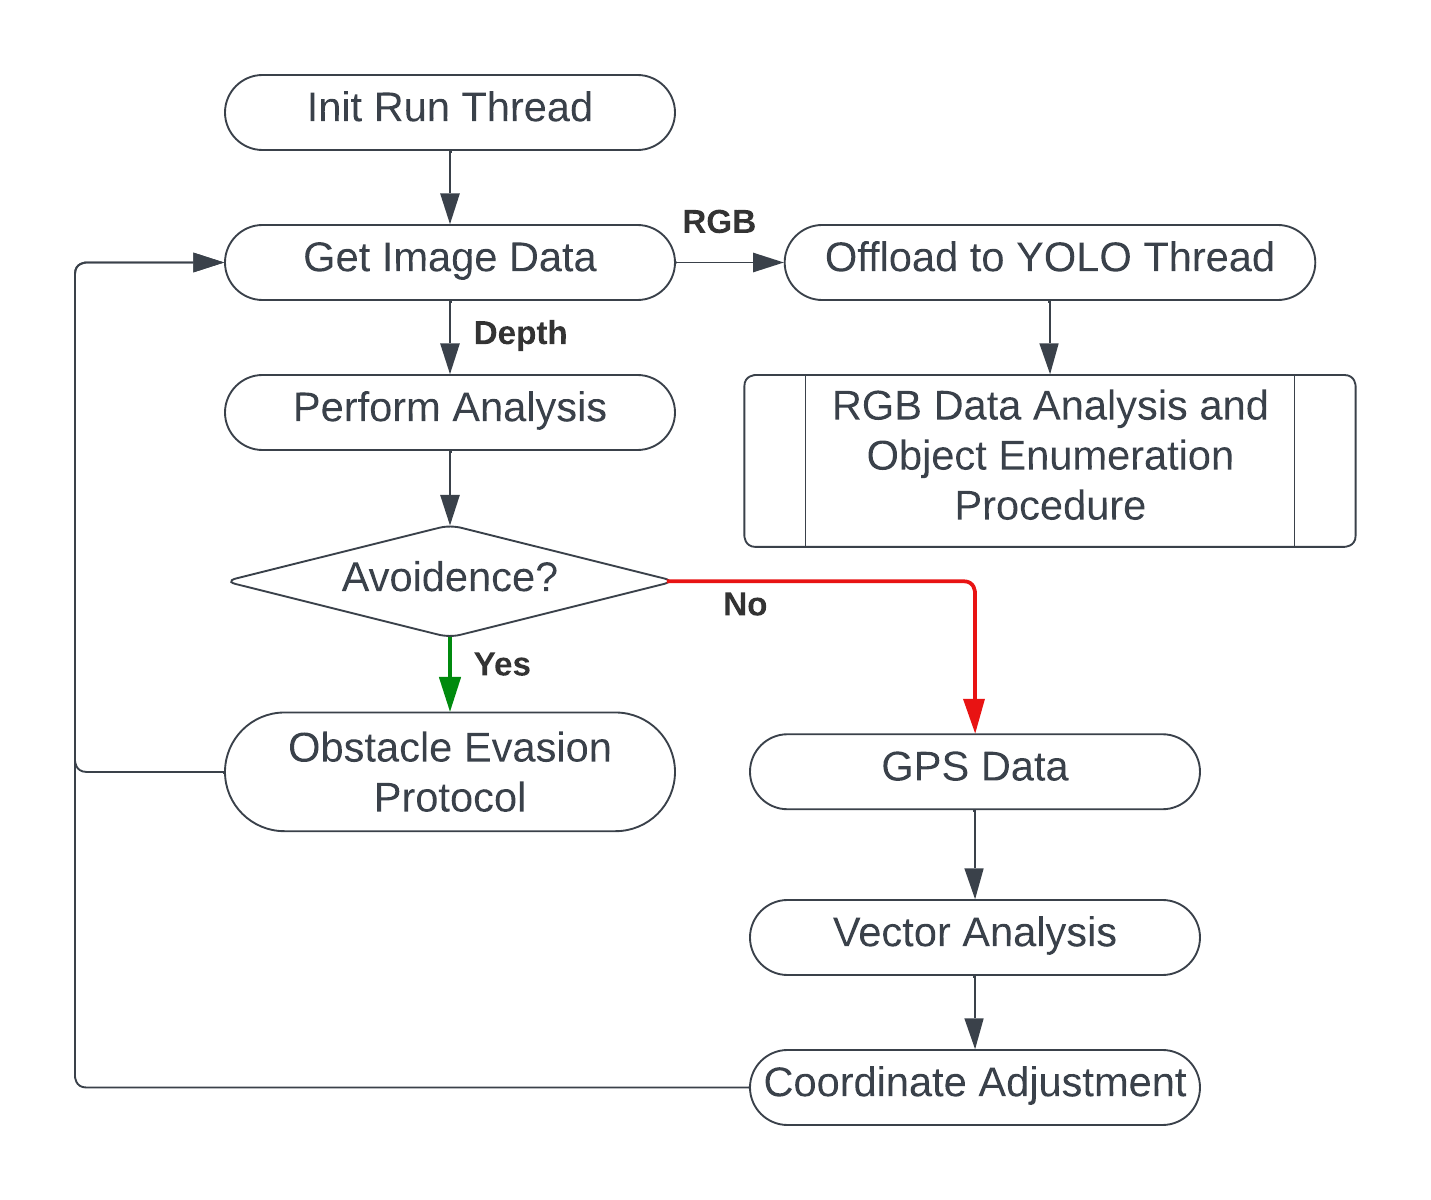 Init Run Thread
RGB
Get Image Data
Offload to YOLO Thread
Depth
Perform Analysis
RGB Data Analysis and
Object Enumeration
Procedure
Avoidence?
No
Yes
Obstacle Evasion
Protocol
GPS Data
Vector Analysis
Coordinate Adjustment